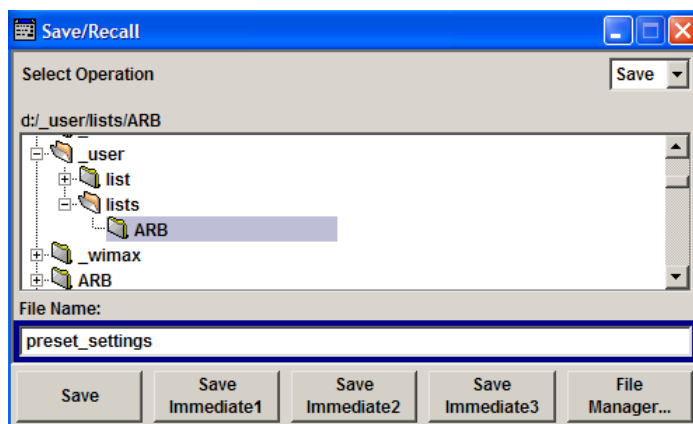 Save/Recall
Select Operation
Save
d:/_user/lists/ARB
_user
list
lists
ARB
_wimax
ARB
File Name:
preset_settings
Save
Save Immediate1
Save Immediate2
Save Immediate3
File Manager...